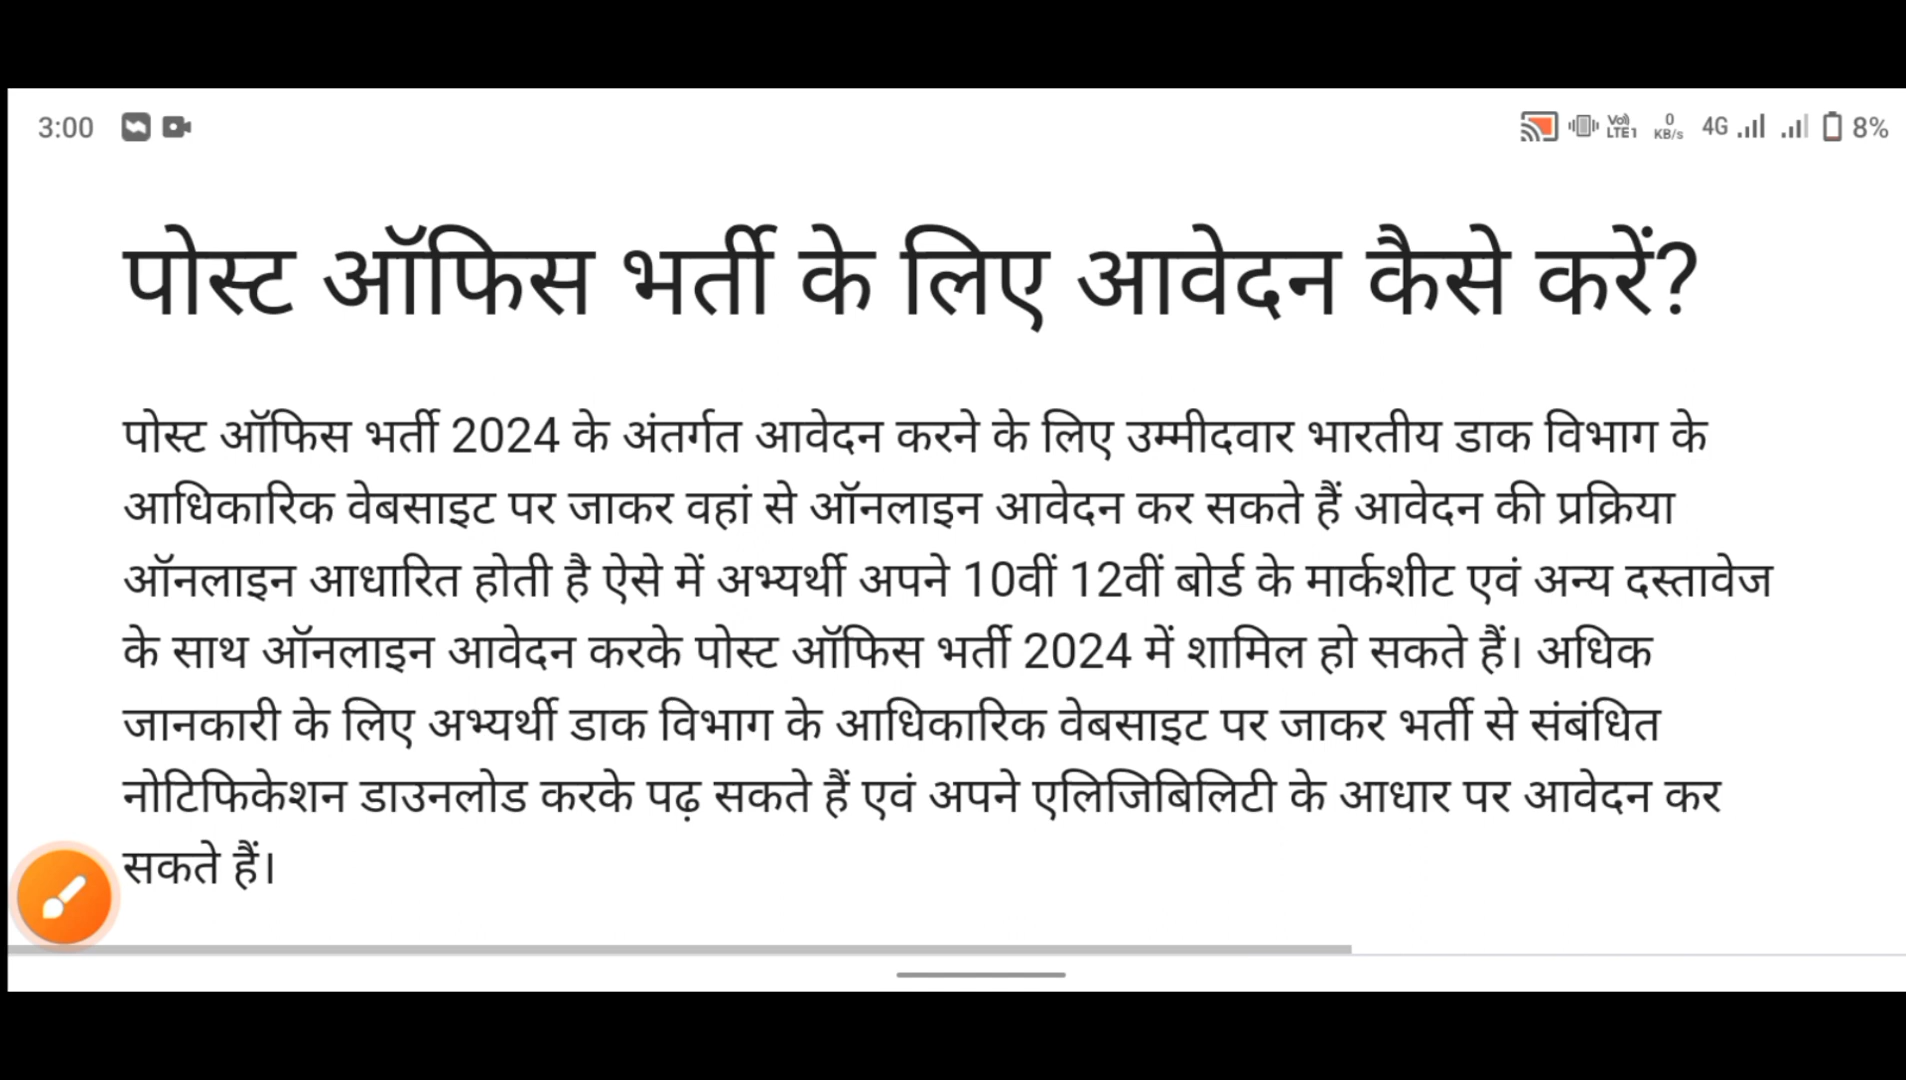 3:00 Vo) LTE1 0 KB/s 4G 8%
पोस्ट ऑफिस भर्ती के लिए आवेदन कैसे करें?
पोस्ट ऑफिस भर्ती 2024 के अंतर्गत आवेदन करने के लिए उम्मीदवार भारतीय डाक विभाग के
आधिकारिक वेबसाइट पर जाकर वहां से ऑनलाइन आवेदन कर सकते हैं आवेदन की प्रक्रिया
ऑनलाइन आधारित होती है ऐसे में अभ्यर्थी अपने 10वीं 12वीं बोर्ड के मार्कशीट एवं अन्य दस्तावेज
के साथ ऑनलाइन आवेदन करके पोस्ट ऑफिस भर्ती 2024 में शामिल हो सकते हैं। अधिक
जानकारी के लिए अभ्यर्थी डाक विभाग के आधिकारिक वेबसाइट पर जाकर भर्ती से संबंधित
नोटिफिकेशन डाउनलोड करके पढ़ सकते हैं एवं अपने एलिजिबिलिटी के आधार पर आवेदन कर
सकते हैं।